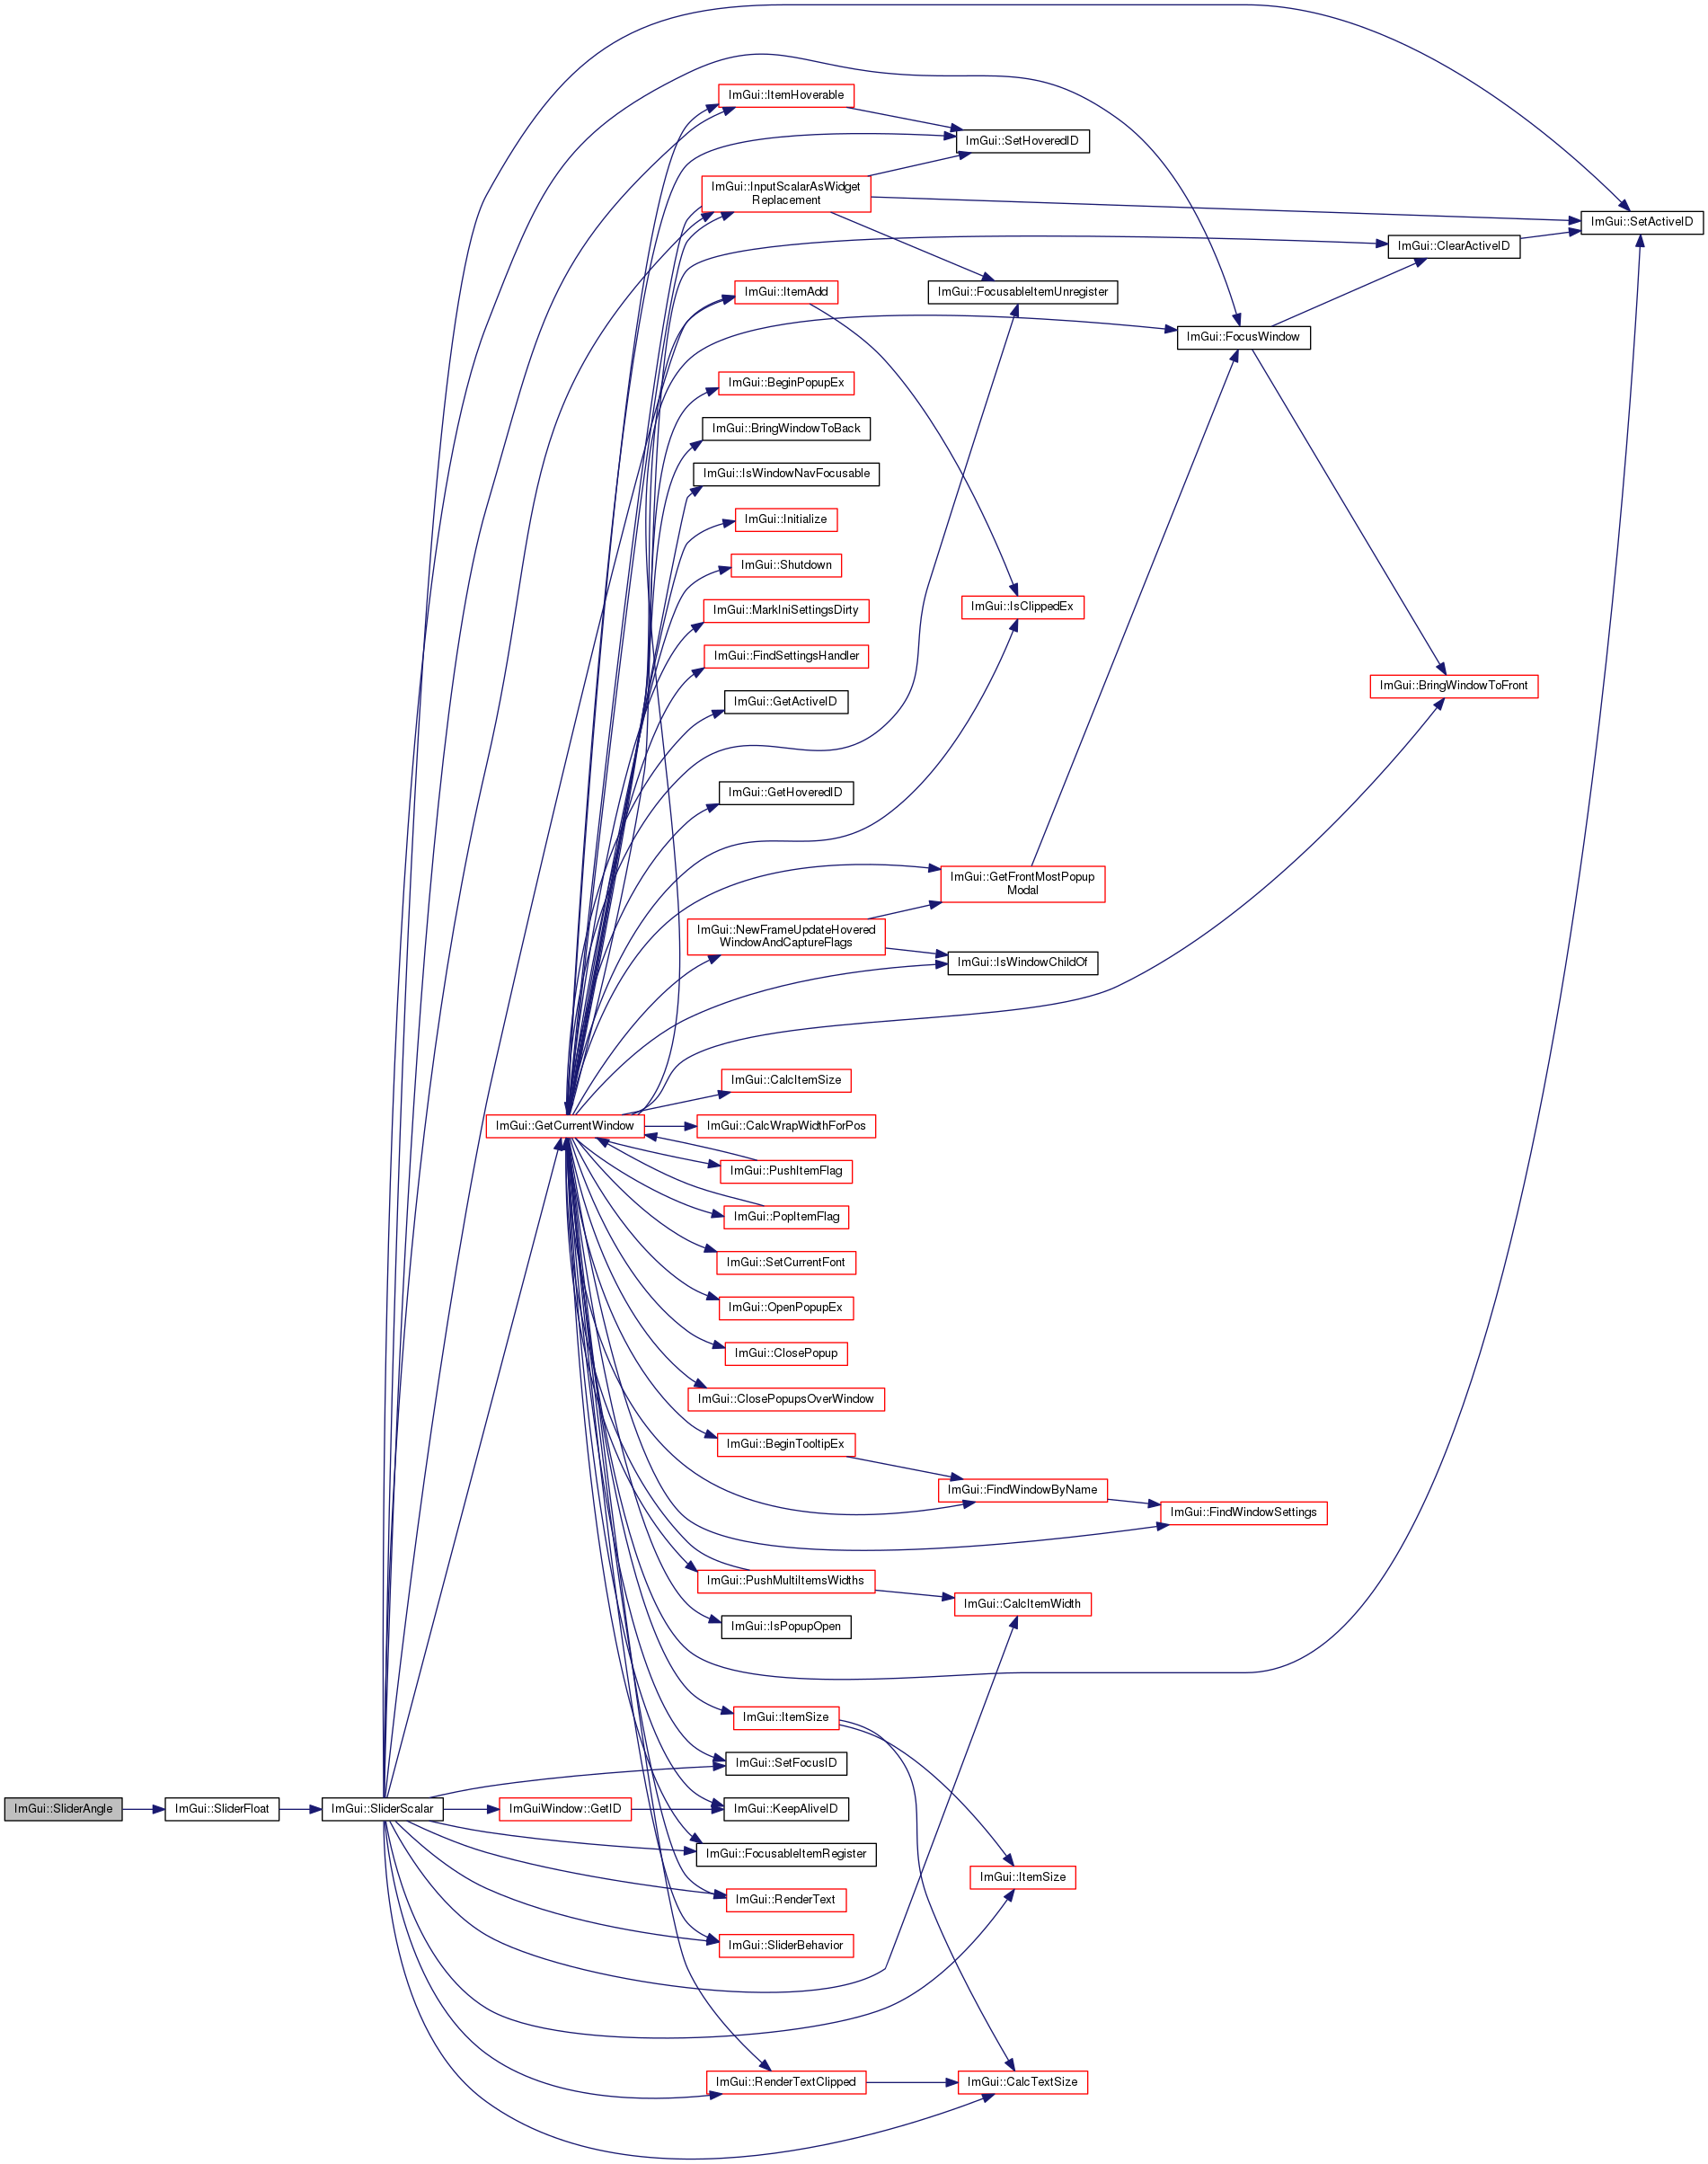 ImGui::ItemHoverable
ImGui::SetHoveredID
ImGui::InputScalarAsWidget
Replacement
ImGui::SetActiveID
ImGui::ClearActiveID
ImGui::ItemAdd
ImGui::FocusableItemUnregister
ImGui::FocusWindow
ImGui::BeginPopupEx
ImGui::BringWindowToBack
ImGui::IsWindowNavFocusable
ImGui::Initialize
ImGui::Shutdown
ImGui::MarkIniSettingsDirty
ImGui::IsClippedEx
ImGui::FindSettingsHandler
ImGui::BringWindowToFront
ImGui::GetActiveID
ImGui::GetHoveredID
ImGui::GetFrontMostPopup
Modal
ImGui::NewFrameUpdateHovered
WindowAndCaptureFlags
ImGui::IsWindowChildOf
ImGui::CalcItemSize
ImGui::GetCurrentWindow
ImGui::CalcWrapWidthForPos
ImGui::PushItemFlag
ImGui::PopItemFlag
ImGui::SetCurrentFont
ImGui::OpenPopupEx
ImGui::ClosePopup
ImGui::ClosePopupsOverWindow
ImGui::BeginTooltipEx
ImGui::FindWindowByName
ImGui::FindWindowSettings
ImGui::PushMultiItemsWidths
ImGui::CalcItemWidth
ImGui::IsPopupOpen
ImGui::ItemSize
ImGui::SetFocusID
ImGui::SliderAngle
ImGui::SliderFloat
ImGui::SliderScalar
ImGuiWindow::GetID
ImGui::KeepAliveID
ImGui::FocusableItemRegister
ImGui::ItemSize
ImGui::RenderText
ImGui::SliderBehavior
ImGui::RenderTextClipped
ImGui::CalcTextSize